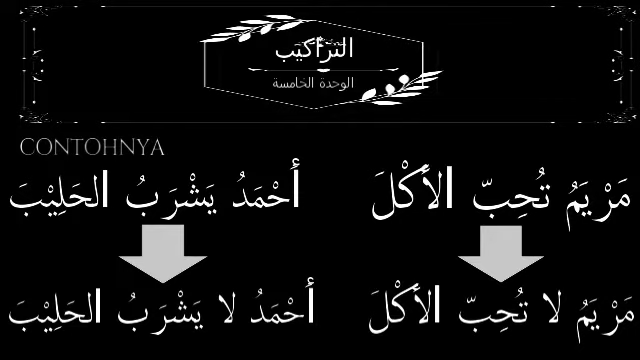 التراكيب
الوحدة الخامسة
CONTOHNYA
مَرْيَمُ تُحِبّ الأَكْلَ
أَحْمَدُ يَشْرَبُ الحَلِيْبَ
مَرْيَمُ لا تُحِبّ الأَكْلَ
أَحْمَدُ لا يَشْرَبُ الحَلِيْبَ